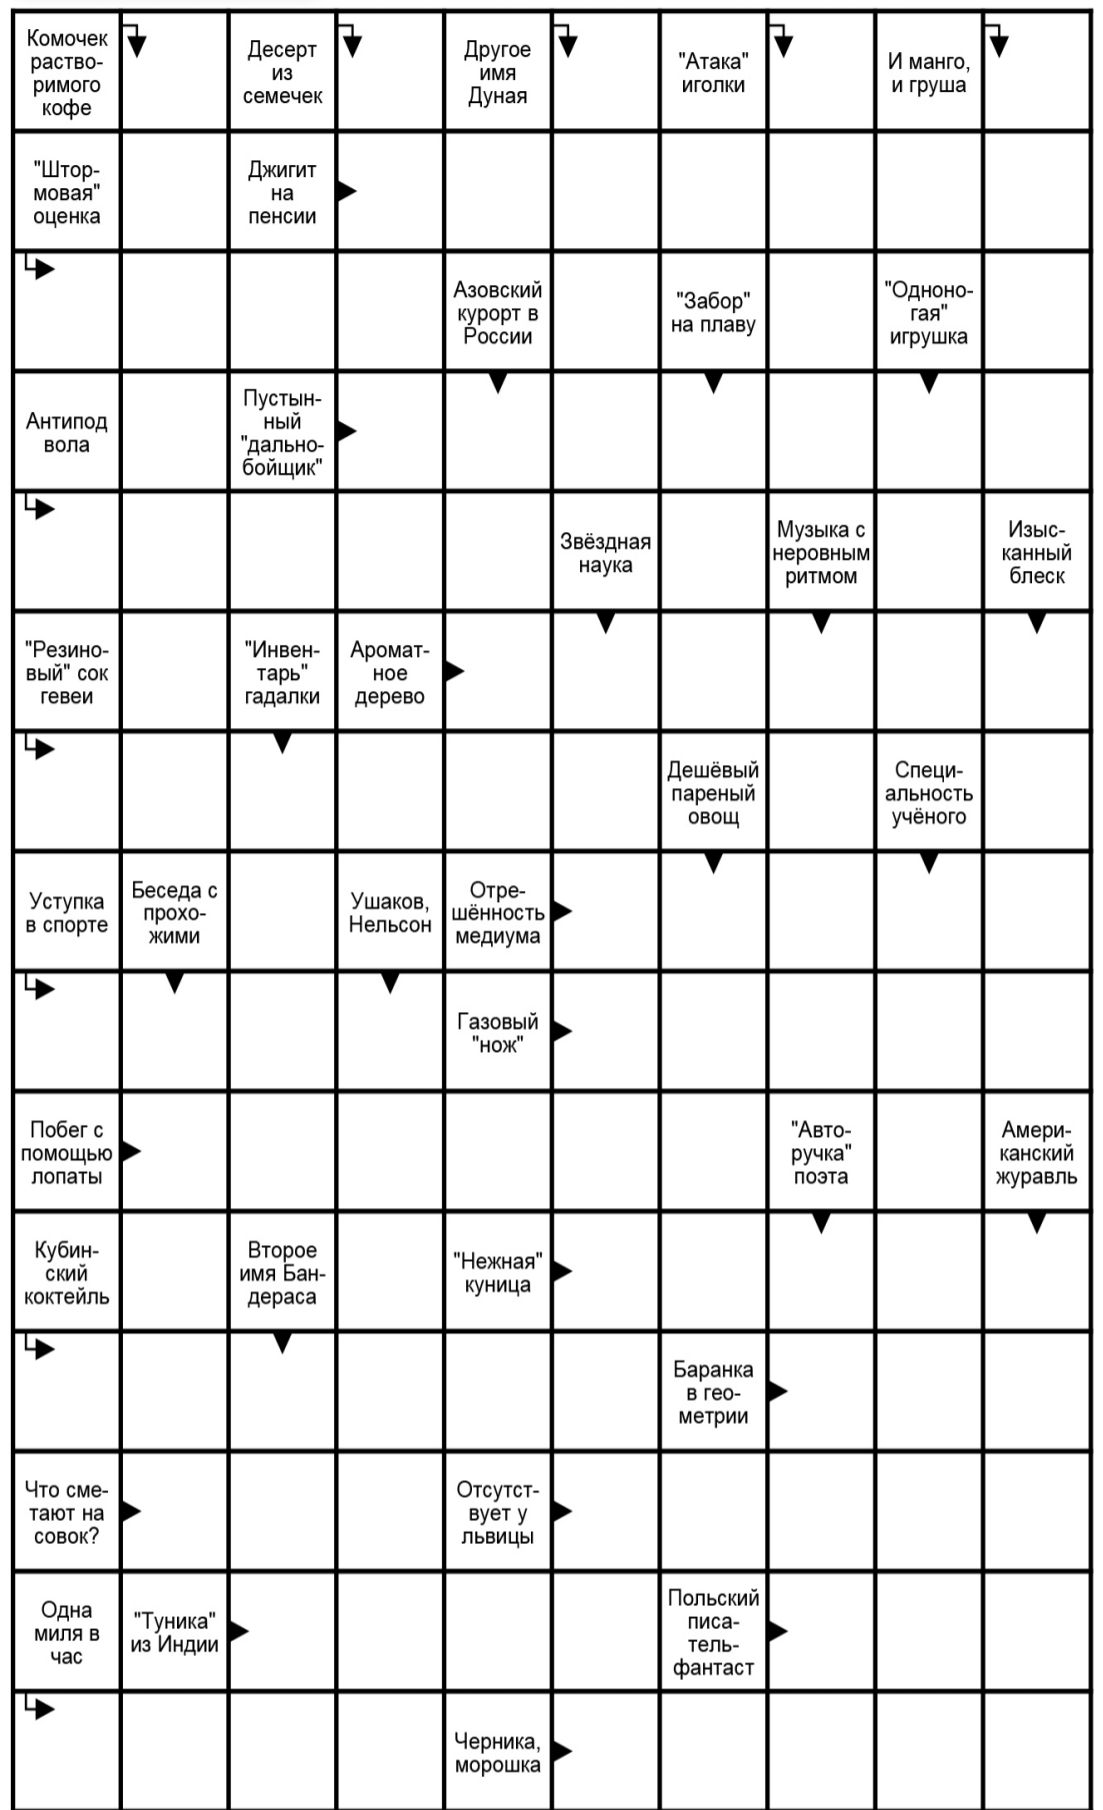 Комочек
раство-
римого
кофе
Десерт
из
семечек
Другое
имя
Дуная
"Атака"
иголки
И манго,
и груша
"Штор-
мовая"
оценка
Джигит
на
пенсии
Азовский
курорт в
России
"Забор"
на плаву
"Одноно-
гая"
игрушка
Антипод
вола
Пустын-
ный
"дально-
бойщик"
Звёздная
наука
Музыка с
неровным
ритмом
Изыс-
канный
блеск
"Резино-
вый" сок
гевеи
"Инвен-
тарь"
гадалки
Аромат-
ное
дерево
Дешёвый
пареный
овощ
Специ-
альность
учёного
Уступка
в спорте
Беседа с
прохо-
жими
Ушаков,
Нельсон
Отре-
шённость
медиума
Газовый
"нож"
Побег с
помощью
лопаты
"Авто-
ручка"
поэта
Амери-
канский
журавль
Кубин-
ский
коктейль
Второе
имя Бан-
дераса
"Нежная"
куница
Баранка
в гео-
метрии
Что сме-
тают на
совок?
Отсутст-
вует у
львицы
Одна
миля в
час
"Туника"
из Индии
Польский
писа-
тель-
фантаст
Черника,
морошка